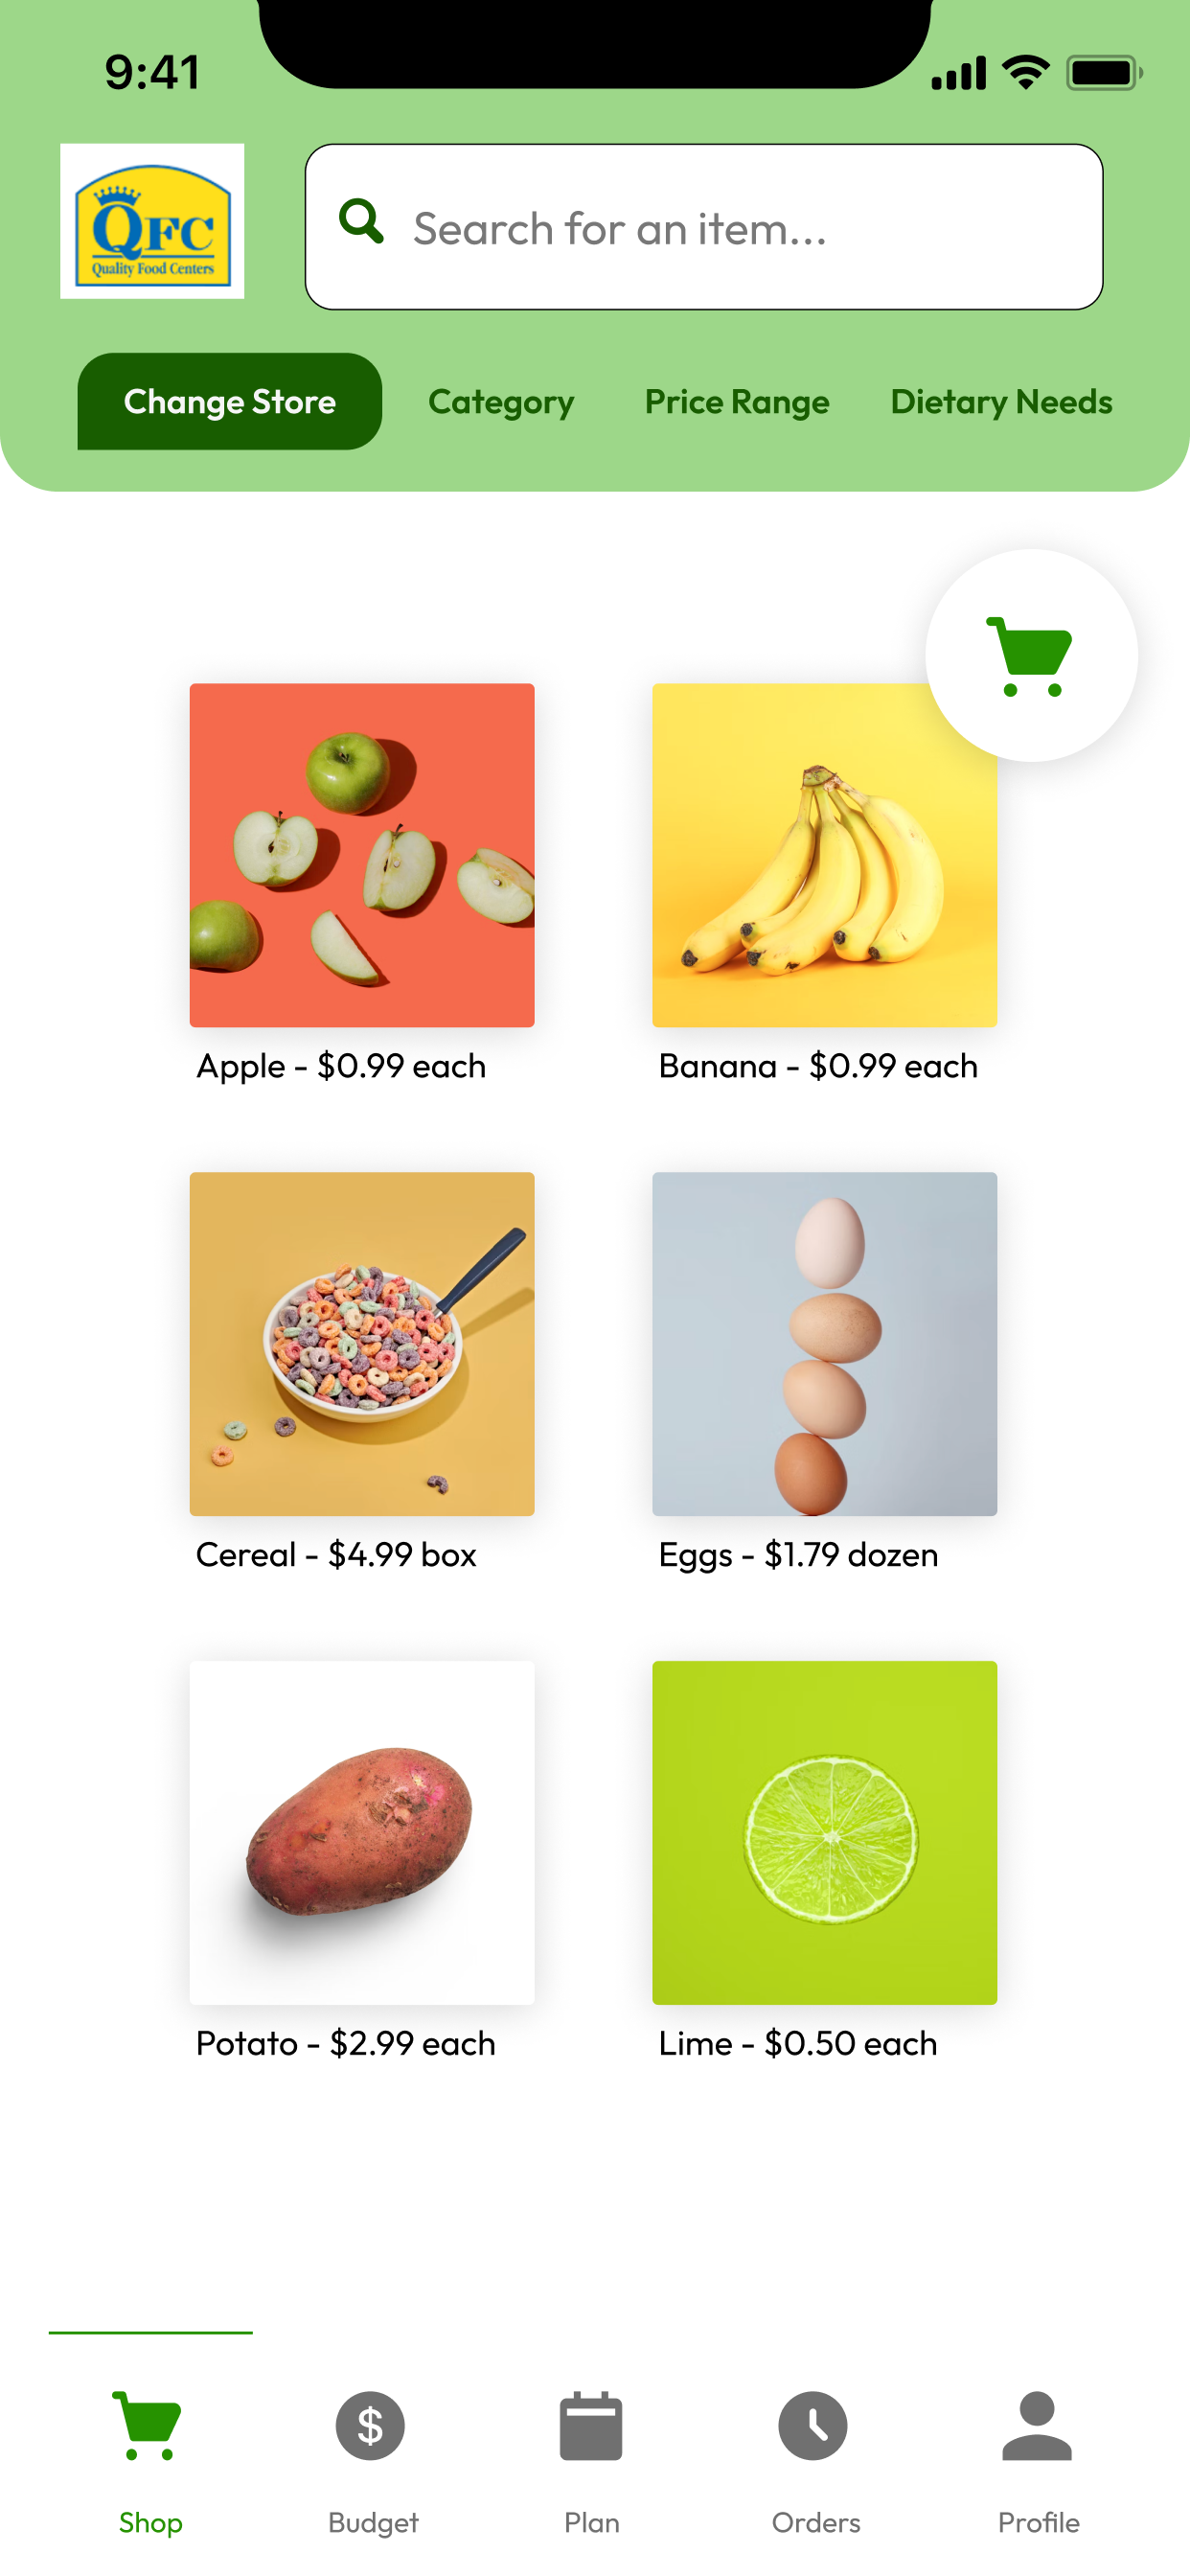 9:41
QFC
Quality Food Centers
Search for an item...
Change Store
Category
Price Range
Dietary Needs
Apple - $0.99 each
Banana - $0.99 each
Cereal - $4.99 box
Eggs - $1.79 dozen
Potato - $2.99 each
Lime - $0.50 each
$
Shop
Budget
Plan
Orders
Profile